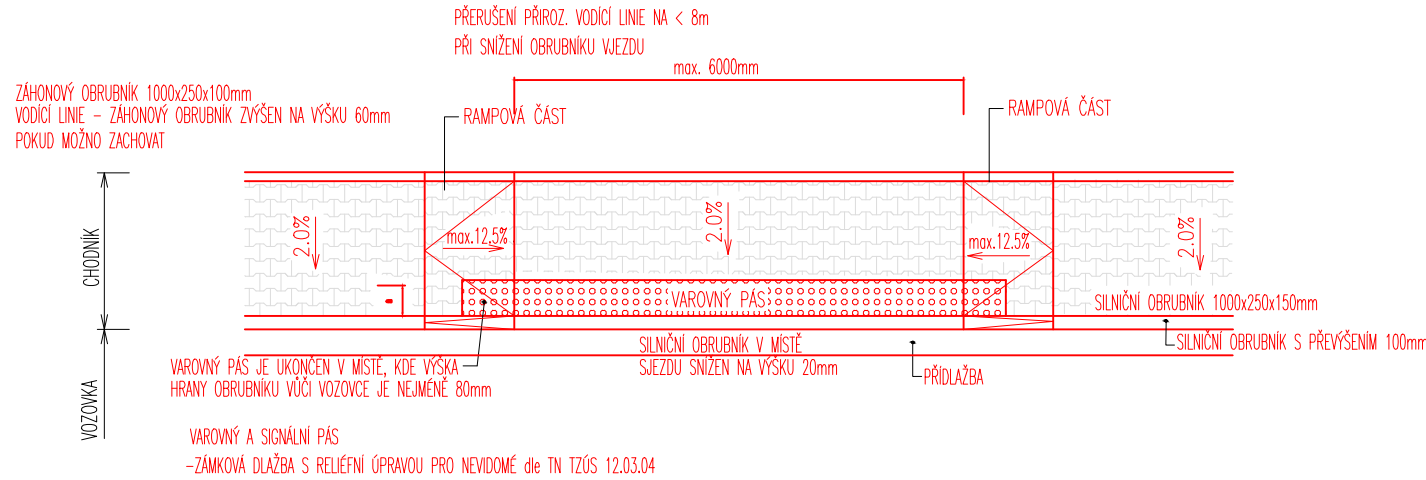 PŘERUŠENÍ PŘIROZ. VODÍCÍ LINIE NA < 8m
PŘI SNÍŽENÍ OBRUBNÍKU VJEZDU
max. 6000mm
ZÁHONOVÝ OBRUBNÍK 1000x250x100mm
VODÍCÍ LINIE - ZÁHONOVÝ OBRUBNÍK ZVÝŠEN NA VÝŠKU 60mm
POKUD MOŽNO ZACHOVAT
RAMPOVÁ ČÁST
RAMPOVÁ ČÁST
CHODNÍK
2.0%
max.12.5%
2.0%
max.12.5%
2.0%
VAROVNÝ PÁS
SILNIČNÍ OBRUBNÍK 1000x250x150mm
SILNIČNÍ OBRUBNÍK S PŘEVÝŠENÍM 100mm
SILNIČNÍ OBRUBNÍK V MÍSTĚ
SJEZDU SNÍŽEN NA VÝŠKU 20mm
PŘÍDLAŽBA
VAROVNÝ PÁS JE UKONČEN V MÍSTĚ, KDE VÝŠKA
HRANY OBRUBNÍKU VŮČI VOZOVCE JE NEJMÉNĚ 80mm
VOZOVKA
VAROVNÝ A SIGNÁLNÍ PÁS
-ZÁMKOVÁ DLAŽBA S RELIÉFNÍ ÚPRAVOU PRO NEVIDOMÉ dle TN TZÚS 12.03.04